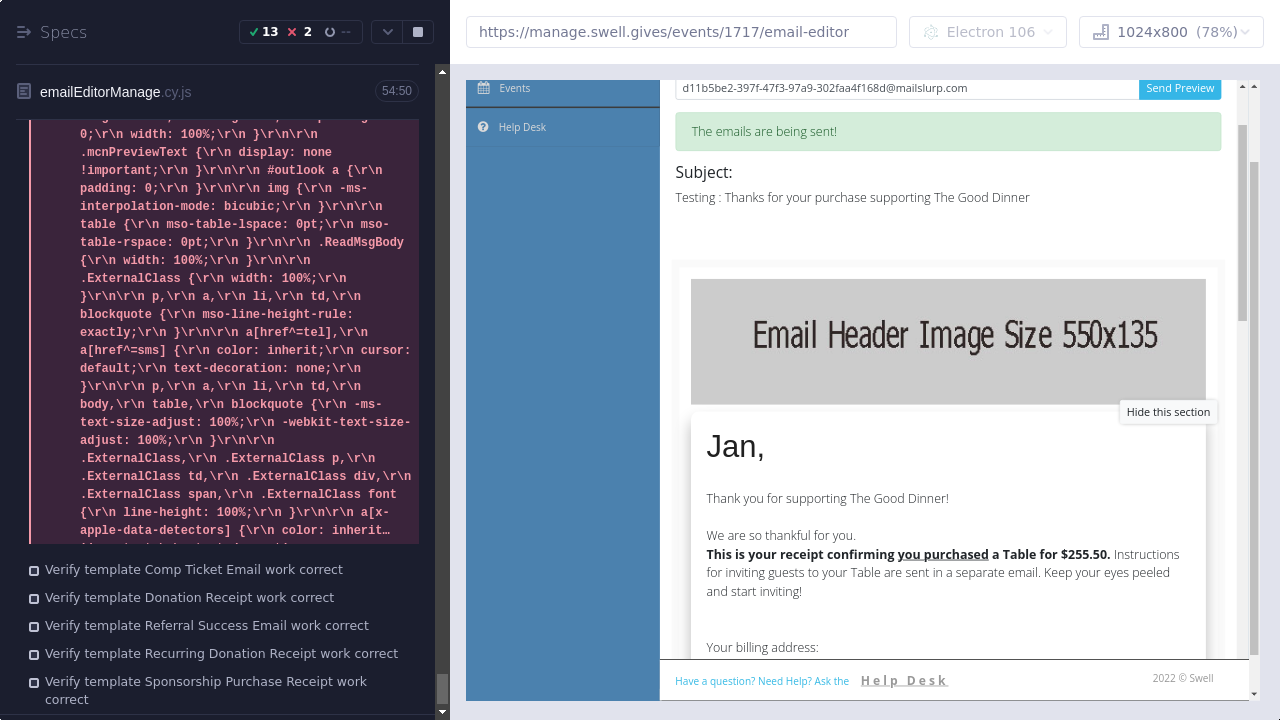 Specs
13
2
--
https://manage.swell.gives/events/1717/email-editor
Electron 106
1024x800 (78%)
emailEditorManage.cy.js
54:50
0;\r\n width: 100%;\r\n }\r\n\r\n
.mcnPreviewText {\r\n display: none
!important;\r\n }\r\n\r\n #outlook a {\r\n
padding: 0;\r\n }\r\n\r\n img {\r\n -ms-
interpolation-mode: bicubic;\r\n }\r\n\r\n
table {\r\n mso-table-lspace: 0pt;\r\n mso-
table-rspace: 0pt;\r\n }\r\n\r\n .ReadMsgBody
{\r\n width: 100%;\r\n }\r\n\r\n
.ExternalClass {\r\n width: 100%;\r\n
}\r\n\r\n p,\r\n a,\r\n li,\r\n td,\r\n
blockquote {\r\n mso-line-height-rule:
exactly;\r\n }\r\n\r\n a[href^=tel],\r\n
a[href^=sms] {\r\n color: inherit;\r\n cursor:
default;\r\n text-decoration: none;\r\n
}\r\n\r\n p,\r\n a,\r\n li,\r\n td,\r\n
body,\r\n table,\r\n blockquote {\r\n -ms-
text-size-adjust: 100%;\r\n -webkit-text-size-
adjust: 100%;\r\n }\r\n\r\n
.ExternalClass,\r\n .ExternalClass p,\r\n
.ExternalClass td,\r\n .ExternalClass div,\r\n
.ExternalClass span,\r\n .ExternalClass font
{\r\n line-height: 100%;\r\n }\r\n\r\n a[x-
apple-data-detectors] {\r\n color: inherit…
Verify template Comp Ticket Email work correct
Verify template Donation Receipt work correct
Verify template Referral Success Email work correct
Verify template Recurring Donation Receipt work correct
Verify template Sponsorship Purchase Receipt work
correct
Events
Help Desk
d11b5be2-397f-47f3-97a9-302faa4f168d@mailslurp.com
Send Preview
The emails are being sent!
Subject:
Testing : Thanks for your purchase supporting The Good Dinner
Email Header Image Size 550x135
Hide this section
Jan,
Thank you for supporting The Good Dinner!
We are so thankful for you.
This is your receipt confirming you purchased a Table for $255.50. Instructions
for inviting guests to your Table are sent in a separate email. Keep your eyes peeled
and start inviting!
Your billing address:
Have a question? Need Help? Ask the Help Desk
2022 © Swell